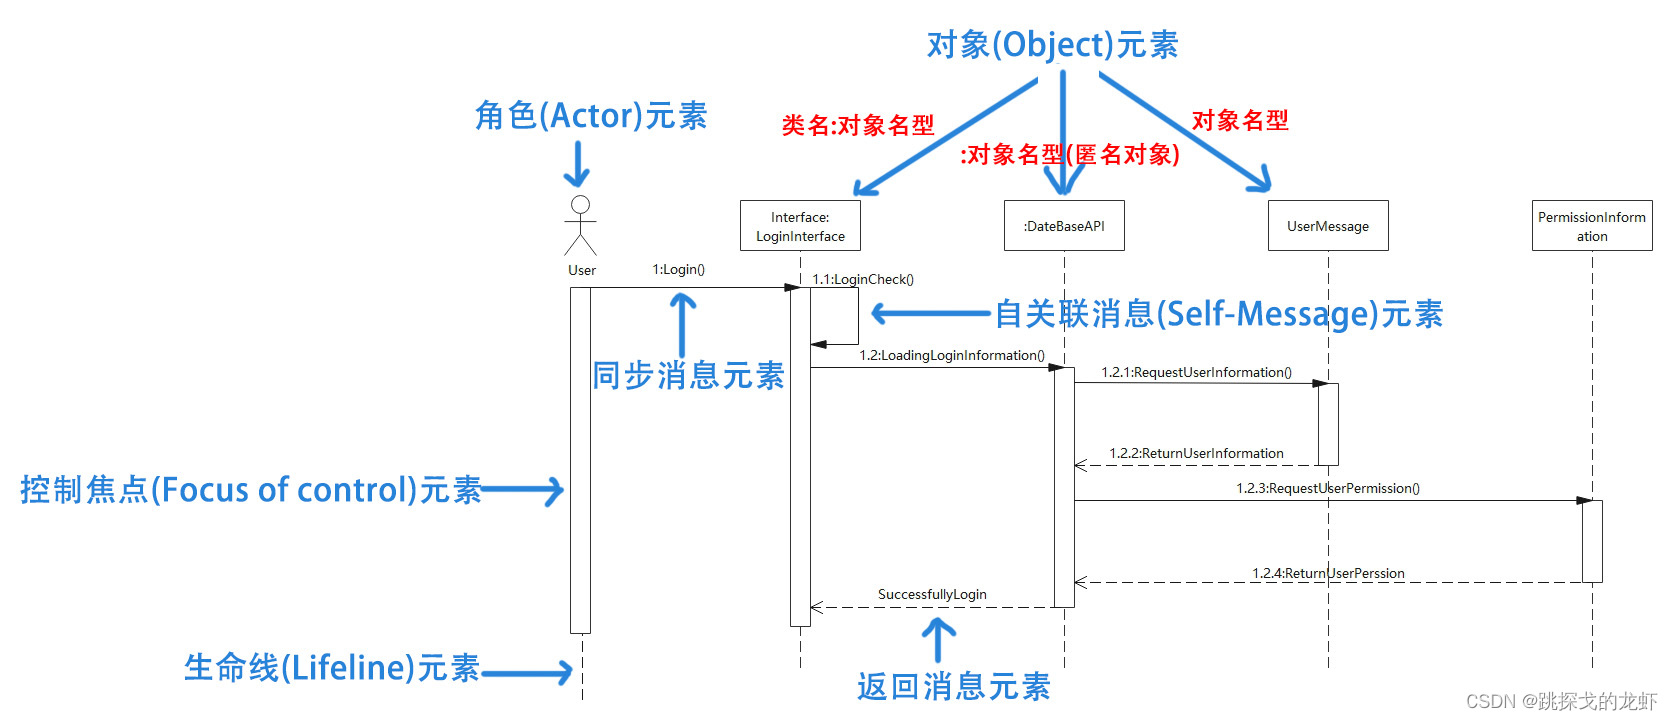 对象(Object)元素
角色(Actor)元素
类名:对象名型
:对象名型(匿名对象)
对象名型
Interface:
LoginInterface
:DateBaseAPI
UserMessage
PermissionInform
ation
User
1:Login()
1.1:LoginCheck()
自关联消息(Self-Message)元素
同步消息元素
1.2:LoadingLoginInformation()
1.2.1:RequestUserInformation()
1.2.2:ReturnUserInformation
控制焦点(Focus of control)元素
1.2.3:RequestUserPermission()
1.2.4:ReturnUserPerssion
SuccessfullyLogin
生命线(Lifeline)元素
返回消息元素
CSDN @跳探戈的龙虾